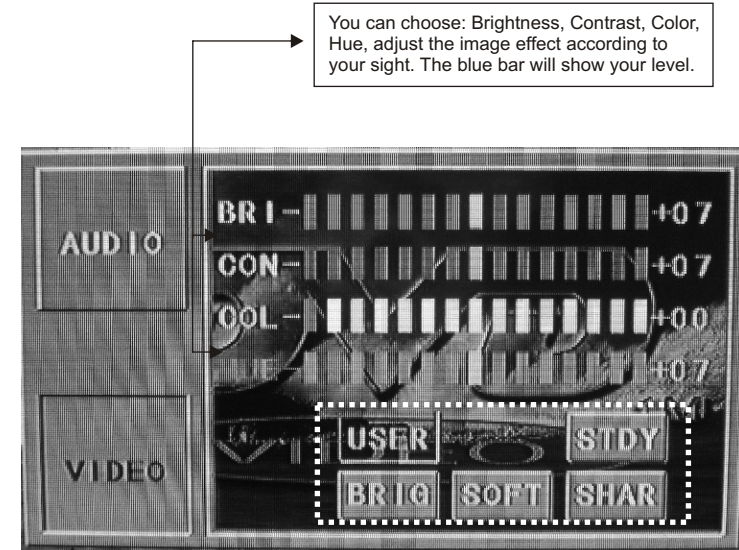 You can choose: Brightness, Contrast, Color,
Hue, adjust the image effect according to
your sight. The blue bar will show your level.
AUDIO
BRI - +07
CON - +07
COL - +00
HUE - +07
VIDEO
USER STDY
BRIG SOFT SHAR